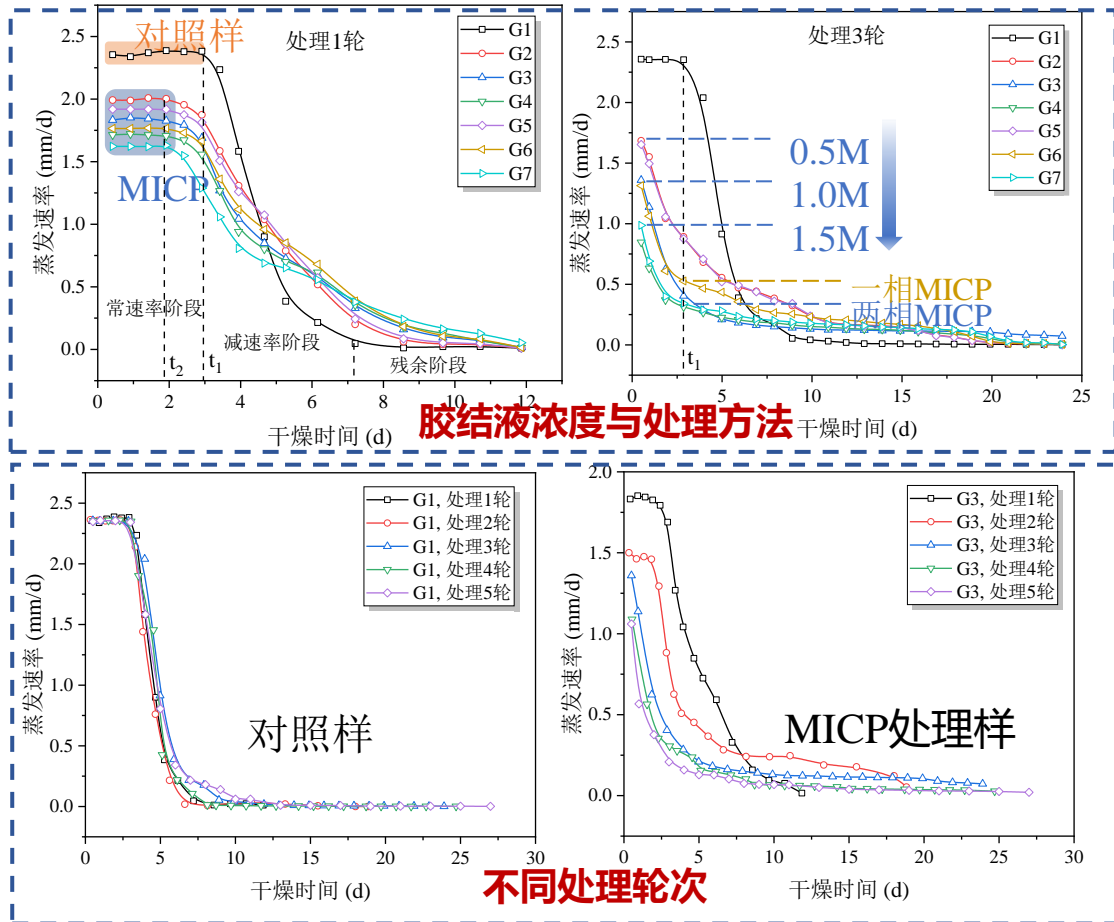 对照样
处理1轮
MICP
常速率阶段
减速率阶段
残余阶段
t2
t1
G1
G2
G3
G4
G5
G6
G7
0.0
0.5
1.0
1.5
2.0
2.5
0
2
4
6
8
10
12
蒸发速率 (mm/d)
干燥时间 (d)
处理3轮
0.5M
1.0M
1.5M
一相MICP
两相MICP
t1
G1
G2
G3
G4
G5
G6
G7
0.0
0.5
1.0
1.5
2.0
2.5
0
5
10
15
20
25
蒸发速率 (mm/d)
干燥时间 (d)
胶结液浓度与处理方法
G1, 处理1轮
G1, 处理2轮
G1, 处理3轮
G1, 处理4轮
G1, 处理5轮
对照样
0.0
0.5
1.0
1.5
2.0
2.5
0
5
10
15
20
25
30
蒸发速率 (mm/d)
干燥时间 (d)
G3, 处理1轮
G3, 处理2轮
G3, 处理3轮
G3, 处理4轮
G3, 处理5轮
MICP处理样
0.0
0.5
1.0
1.5
2.0
0
5
10
15
20
25
30
蒸发速率 (mm/d)
干燥时间 (d)
不同处理轮次